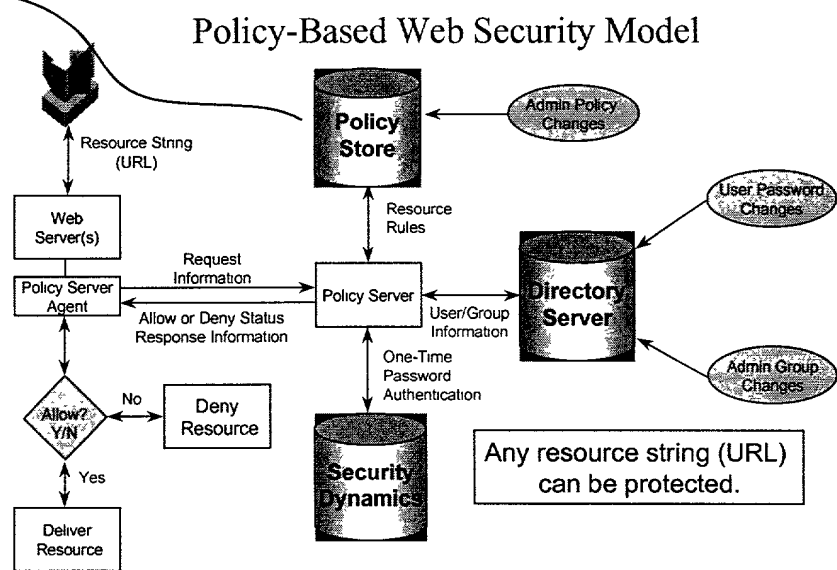 Policy-Based Web Security Model
Resource String
(URL)
Policy
Store
Admin Policy
Changes
Web
Server(s)
Resource
Rules
User Password
Changes
Request
Information
Policy Server
Agent
Policy Server
Directory
Server
Allow or Deny Status
Response Information
User/Group
Information
One-Time
Password
Authentication
Admin Group
Changes
Allow?
Y/N
No
Deny
Resource
Yes
Security
Dynamics
Any resource string (URL)
can be protected.
Deliver
Resource